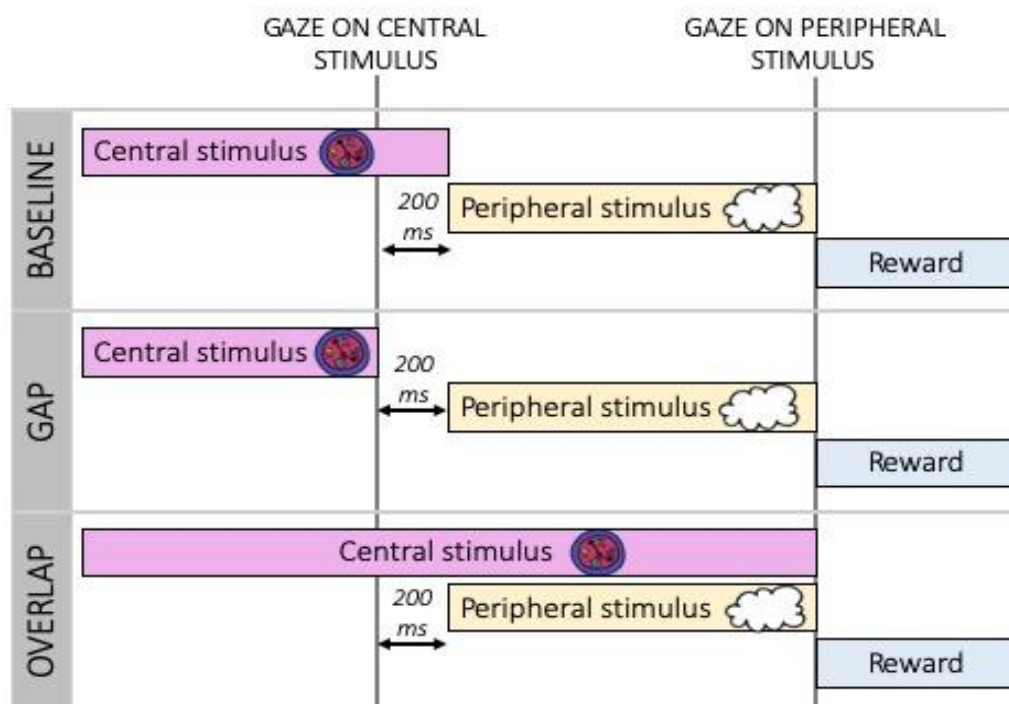 GAZE ON CENTRAL
STIMULUS
GAZE ON PERIPHERAL
STIMULUS
BASELINE
Central stimulus
200
ms
Peripheral stimulus
Reward
GAP
Central stimulus
200
ms
Peripheral stimulus
Reward
OVERLAP
Central stimulus
200
ms
Peripheral stimulus
Reward